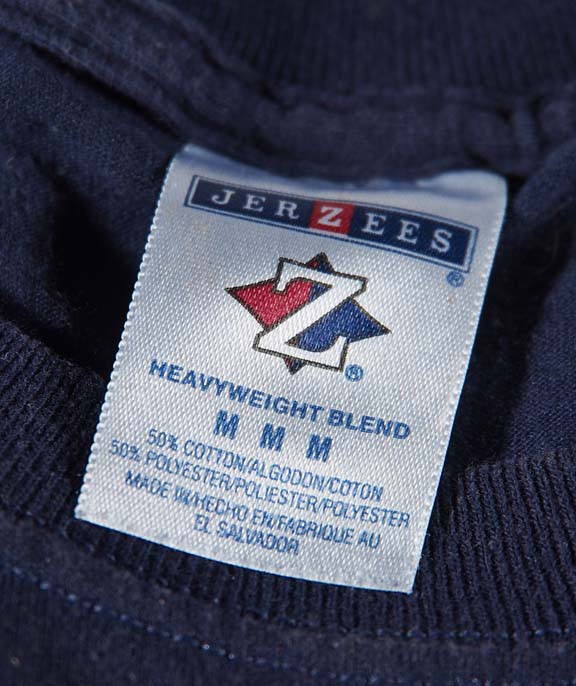 JERZEES
®
Z
®
HEAVYWEIGHT BLEND
M M M
50% COTTON/ALGODON/COTON
50% POLYESTER/POLIESTER/POLYESTER
MADE IN/HECHO EN/FABRIQUE AU
EL SALVADOR